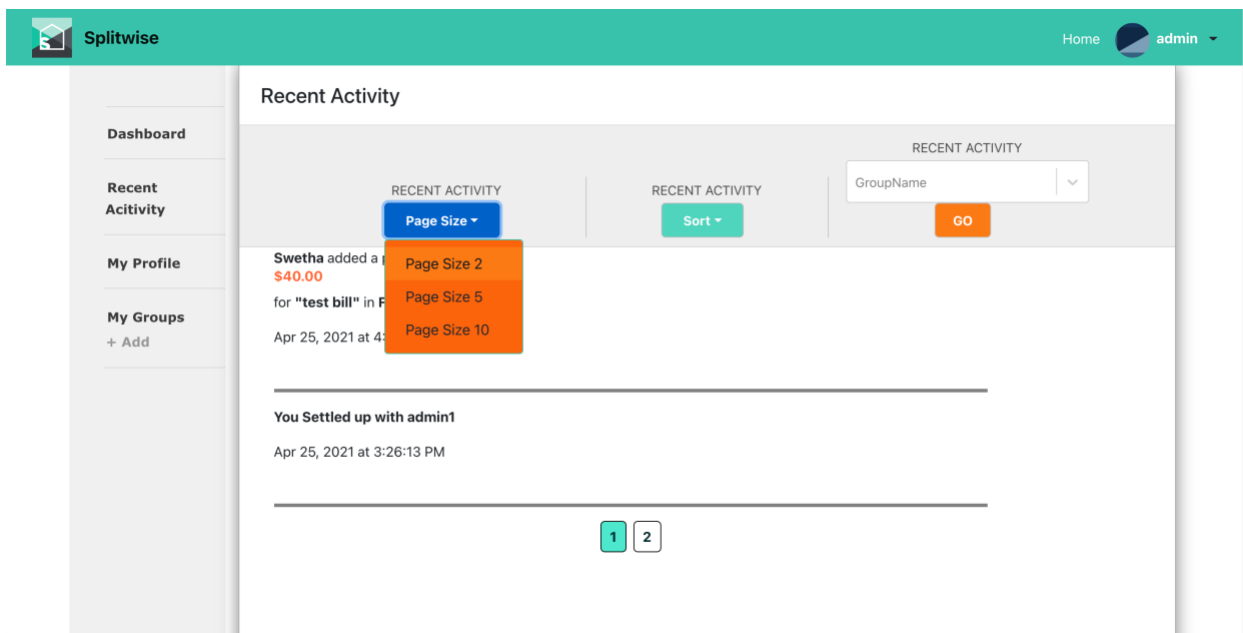 Splitwise
Home
admin
Dashboard
Recent
Acitivity
My Profile
My Groups
+ Add
Recent Activity
RECENT ACTIVITY
Page Size
RECENT ACTIVITY
Sort
RECENT ACTIVITY
GroupName
GO
Page Size 2
Page Size 5
Page Size 10
Swetha added a
$40.00
for "test bill" in
Apr 25, 2021 at
You Settled up with admin1
Apr 25, 2021 at 3:26:13 PM
1 2